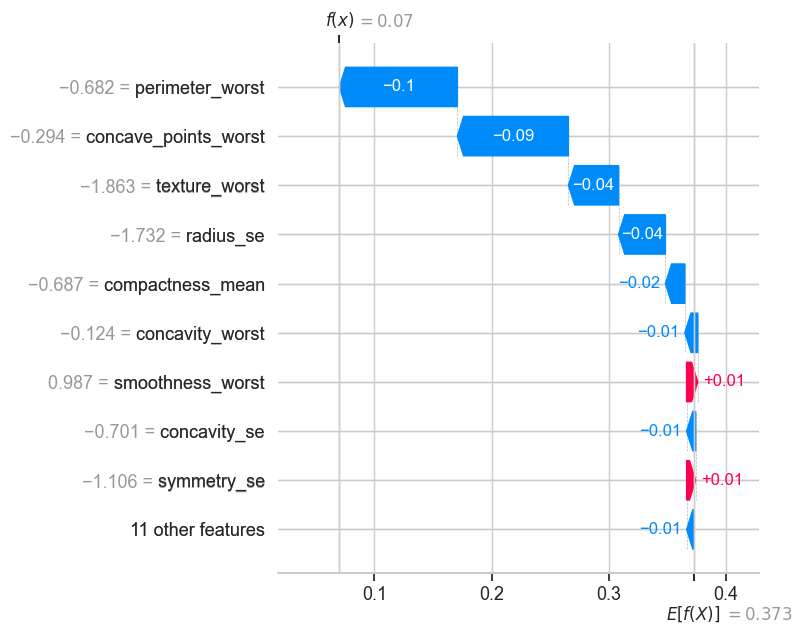 f(x) = 0.07
−0.682 = perimeter_worst −0.1
−0.294 = concave_points_worst −0.09
−1.863 = texture_worst −0.04
−1.732 = radius_se −0.04
−0.687 = compactness_mean −0.02
−0.124 = concavity_worst −0.01
0.987 = smoothness_worst +0.01
−0.701 = concavity_se −0.01
−1.106 = symmetry_se +0.01
11 other features −0.01
0.1 0.2 0.3 0.4
E[f(X)] = 0.373